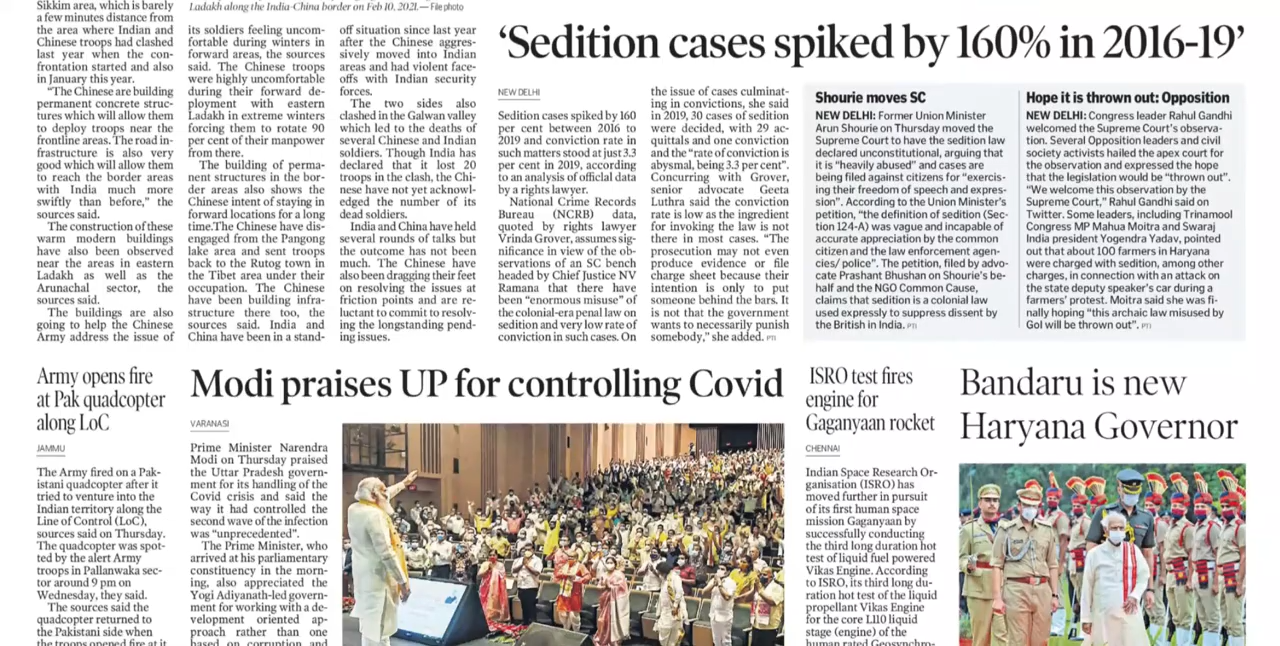 Sikkim area, which is barely
a few minutes distance from
the area where Indian and
Chinese troops had clashed
last year when the con-
frontation started and also
in January this year.
“The Chinese are building
permanent concrete struc-
tures which will allow them
to deploy troops near the
frontline areas. The road in-
frastructure is also very
good which will allow them
to reach the border areas
with India much more
swiftly than before,” the
sources said.
The construction of these
warm modern buildings
have also been observed
near the areas in eastern
Ladakh as well as the
Arunachal sector, the
sources said.
The buildings are also
going to help the Chinese
Army address the issue of
Ladakh along the India-China border on Feb 10, 2021. — File photo
its soldiers feeling uncom-
fortable during winters in
forward areas, the sources
said. The Chinese troops
were highly uncomfortable
during their forward de-
ployment with eastern
Ladakh in extreme winters
forcing them to rotate 90
per cent of their manpower
from there.
The building of perma-
nent structures in the bor-
der areas also shows the
Chinese intent of staying in
forward locations for a long
time.The Chinese have dis-
engaged from the Pangong
lake area and sent troops
back to the Rutog town in
the Tibet area under their
occupation. The Chinese
have been building infra-
structure there too, the
sources said. India and
China have been in a stand-
off situation since last year
after the Chinese aggres-
sively moved into Indian
areas and had violent face-
offs with Indian security
forces.
The two sides also
clashed in the Galwan valley
which led to the deaths of
several Chinese and Indian
soldiers. Though India has
declared that it lost 20
troops in the clash, the Chi-
nese have not yet acknowl-
edged the number of its
dead soldiers.
India and China have held
several rounds of talks but
the outcome has not been
much. The Chinese have
also been dragging their feet
on resolving the issues at
friction points and are re-
luctant to commit to resolv-
ing the longstanding pend-
ing issues.
‘Sedition cases spiked by 160% in 2016-19’
NEW DELHI
Sedition cases spiked by 160
per cent between 2016 to
2019 and conviction rate in
such matters stood at just 3.3
per cent in 2019, according
to an analysis of official data
by a rights lawyer.
National Crime Records
Bureau (NCRB) data,
quoted by rights lawyer
Vrinda Grover, assumes sig-
nificance in view of the ob-
servations of an SC bench
headed by Chief Justice NV
Ramana that there have
been “enormous misuse” of
the colonial-era penal law on
sedition and very low rate of
conviction in such cases. On
the issue of cases culminat-
ing in convictions, she said
in 2019, 30 cases of sedition
were decided, with 29 ac-
quittals and one conviction
and the “rate of conviction is
abysmal, being 3.3 per cent”.
Concurring with Grover,
senior advocate Geeta
Luthra said the conviction
rate is low as the ingredient
for invoking the law is not
there in most cases. “The
prosecution may not even
produce evidence or file
charge sheet because their
intention is only to put
someone behind the bars. It
is not that the government
wants to necessarily punish
somebody,” she added. PTI
Shourie moves SC
NEW DELHI: Former Union Minister
Arun Shourie on Thursday moved the
Supreme Court to have the sedition law
declared unconstitutional, arguing that
it is “heavily abused” and cases are
being filed against citizens for “exercis-
ing their freedom of speech and expres-
sion”. According to the Union Minister’s
petition, “the definition of sedition (Sec-
tion 124-A) was vague and incapable of
accurate appreciation by the common
citizen and the law enforcement agen-
cies/ police”. The petition, filed by advo-
cate Prashant Bhushan on Shourie’s be-
half and the NGO Common Cause,
claims that sedition is a colonial law
used expressly to suppress dissent by
the British in India. PTI
Hope it is thrown out: Opposition
NEW DELHI: Congress leader Rahul Gandhi
welcomed the Supreme Court’s observa-
tion. Several Opposition leaders and civil
society activists hailed the apex court for
the observation and expressed the hope
that the legislation would be “thrown out”.
“We welcome this observation by the
Supreme Court,” Rahul Gandhi said on
Twitter. Some leaders, including Trinamool
Congress MP Mahua Moitra and Swaraj
India president Yogendra Yadav, pointed
out that about 100 farmers in Haryana
were charged with sedition, among other
charges, in connection with an attack on
the state deputy speaker’s car during a
farmers’ protest. Moitra said she was fi-
nally hoping “this archaic law misused by
GoI will be thrown out”. PTI
Army opens fire
at Pak quadcopter
along LoC
JAMMU
The Army fired on a Pak-
istani quadcopter after it
tried to venture into the
Indian territory along the
Line of Control (LoC),
sources said on Thursday.
The quadcopter was spot-
ted by the alert Army
troops in Pallanwaka sec-
tor around 9 pm on
Wednesday, they said.
The sources said the
quadcopter returned to
the Pakistani side when
the troops opened fire at it
Modi praises UP for controlling Covid
VARANASI
Prime Minister Narendra
Modi on Thursday praised
the Uttar Pradesh govern-
ment for its handling of the
Covid crisis and said the
way it had controlled the
second wave of the infection
was “unprecedented”.
The Prime Minister, who
arrived at his parliamentary
constituency in the morn-
ing, also appreciated the
Yogi Adiyanath-led govern-
ment for working with a de-
velopment oriented ap-
proach rather than one
based on corruption and
ISRO test fires
engine for
Gaganyaan rocket
CHENNAI
Indian Space Research Or-
ganisation (ISRO) has
moved further in pursuit
of its first human space
mission Gaganyaan by
successfully conducting
the third long duration hot
test of liquid fuel powered
Vikas Engine. According
to ISRO, its third long du-
ration hot test of the liquid
propellant Vikas Engine
for the core L110 liquid
stage (engine) of the
human rated Geosynchro-
Bandaru is new
Haryana Governor